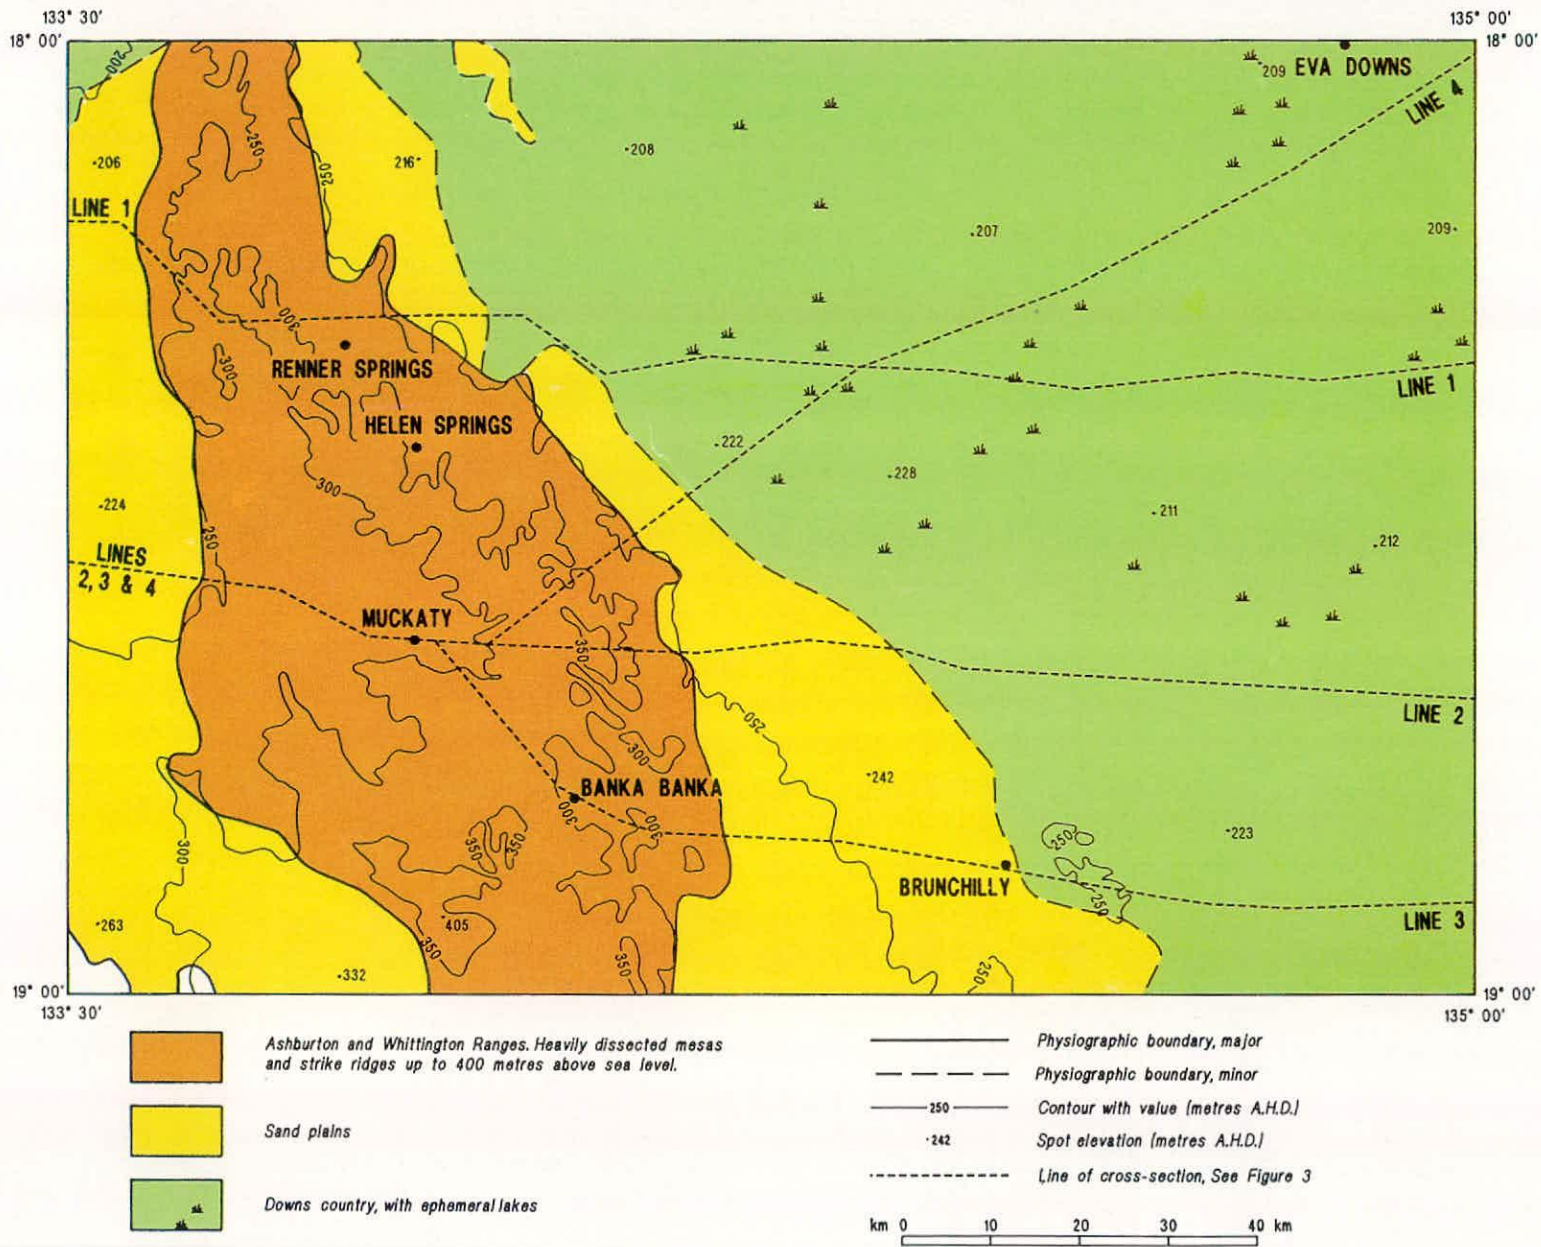 133° 30'
135° 00'
18° 00'
18° 00'
200
209
EVA DOWNS
LINE 4
250
206
216
208
250
LINE 1
207
209
300
RENNER SPRINGS
300
LINE 1
HELEN SPRINGS
222
228
300
224
211
250
212
LINES
2, 3 & 4
MUCKATY
350
250
LINE 2
300
242
BANKA BANKA
300
300
223
250
300
350
350
BRUNCHILLY
250
263
405
LINE 3
350
350
332
250
19° 00'
19° 00'
133° 30'
135° 00'
Ashburton and Whittington Ranges. Heavily dissected mesas
and strike ridges up to 400 metres above sea level.
Sand plains
Downs country, with ephemeral lakes
Physiographic boundary, major
Physiographic boundary, minor
250
Contour with value (metres A.H.D.)
·242
Spot elevation (metres A.H.D.)
Line of cross-section, See Figure 3
km 0 10 20 30 40 km